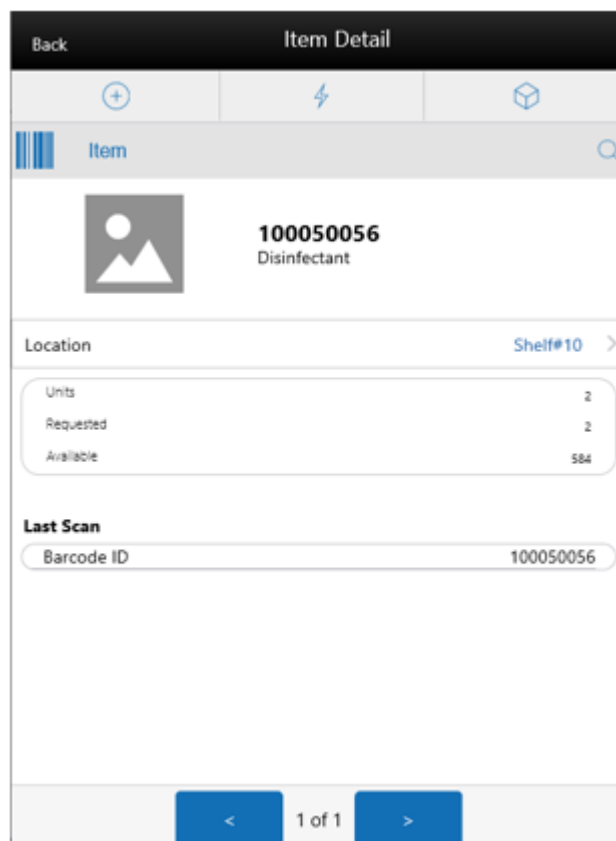 Back
Item Detail
Item
100050056
Disinfectant
Location Shelf#10 >
Units 2
Requested 2
Available 584
Last Scan
Barcode ID 100050056
< 1 of 1 >